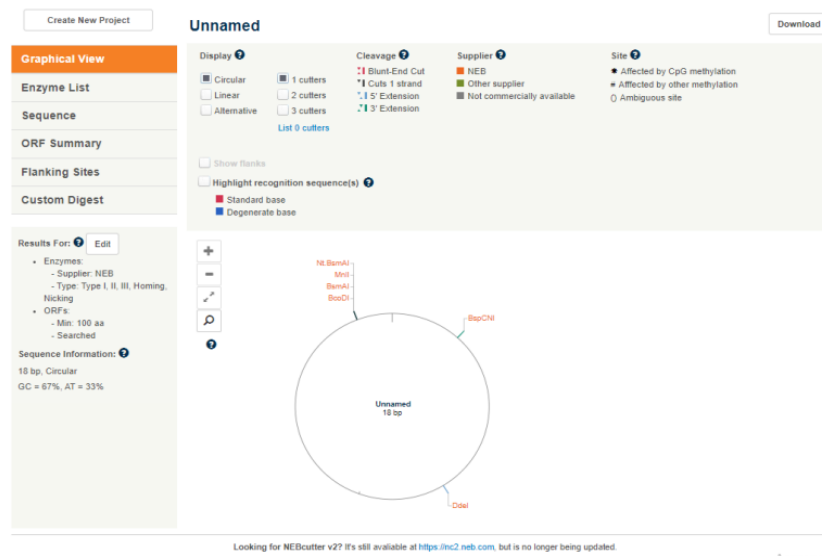 Create New Project
Unnamed
Download
Graphical View
Enzyme List
Sequence
ORF Summary
Flanking Sites
Custom Digest
Display ?
Circular
Linear
Alternative
1 cutters
2 cutters
3 cutters
List 0 cutters
Cleavage ?
Blunt-End Cut
Cuts 1 strand
5' Extension
3' Extension
Supplier ?
NEB
Other supplier
Not commercially available
Site ?
Affected by CpG methylation
Afffected by other methylation
Ambiguous site
Show flanks
Highlight recognition sequence(s) ?
Standard base
Degenerate base
Results For: ? Edit
Enzymes:
- Supplier: NEB
- Type: Type I, II, III, Homing,
Nicking
ORFs:
- Min: 100 aa
- Searched
Sequence Information: ?
18 bp, Circular
GC = 67%, AT = 33%
Nt.BsmAI
MnlI
BsmAI
BcoDI
BspCNI
Unnamed
18 bp
DdeI
Looking for NEBcutter v2? It's still avaliable at https://nc2.neb.com, but is no longer being updated.